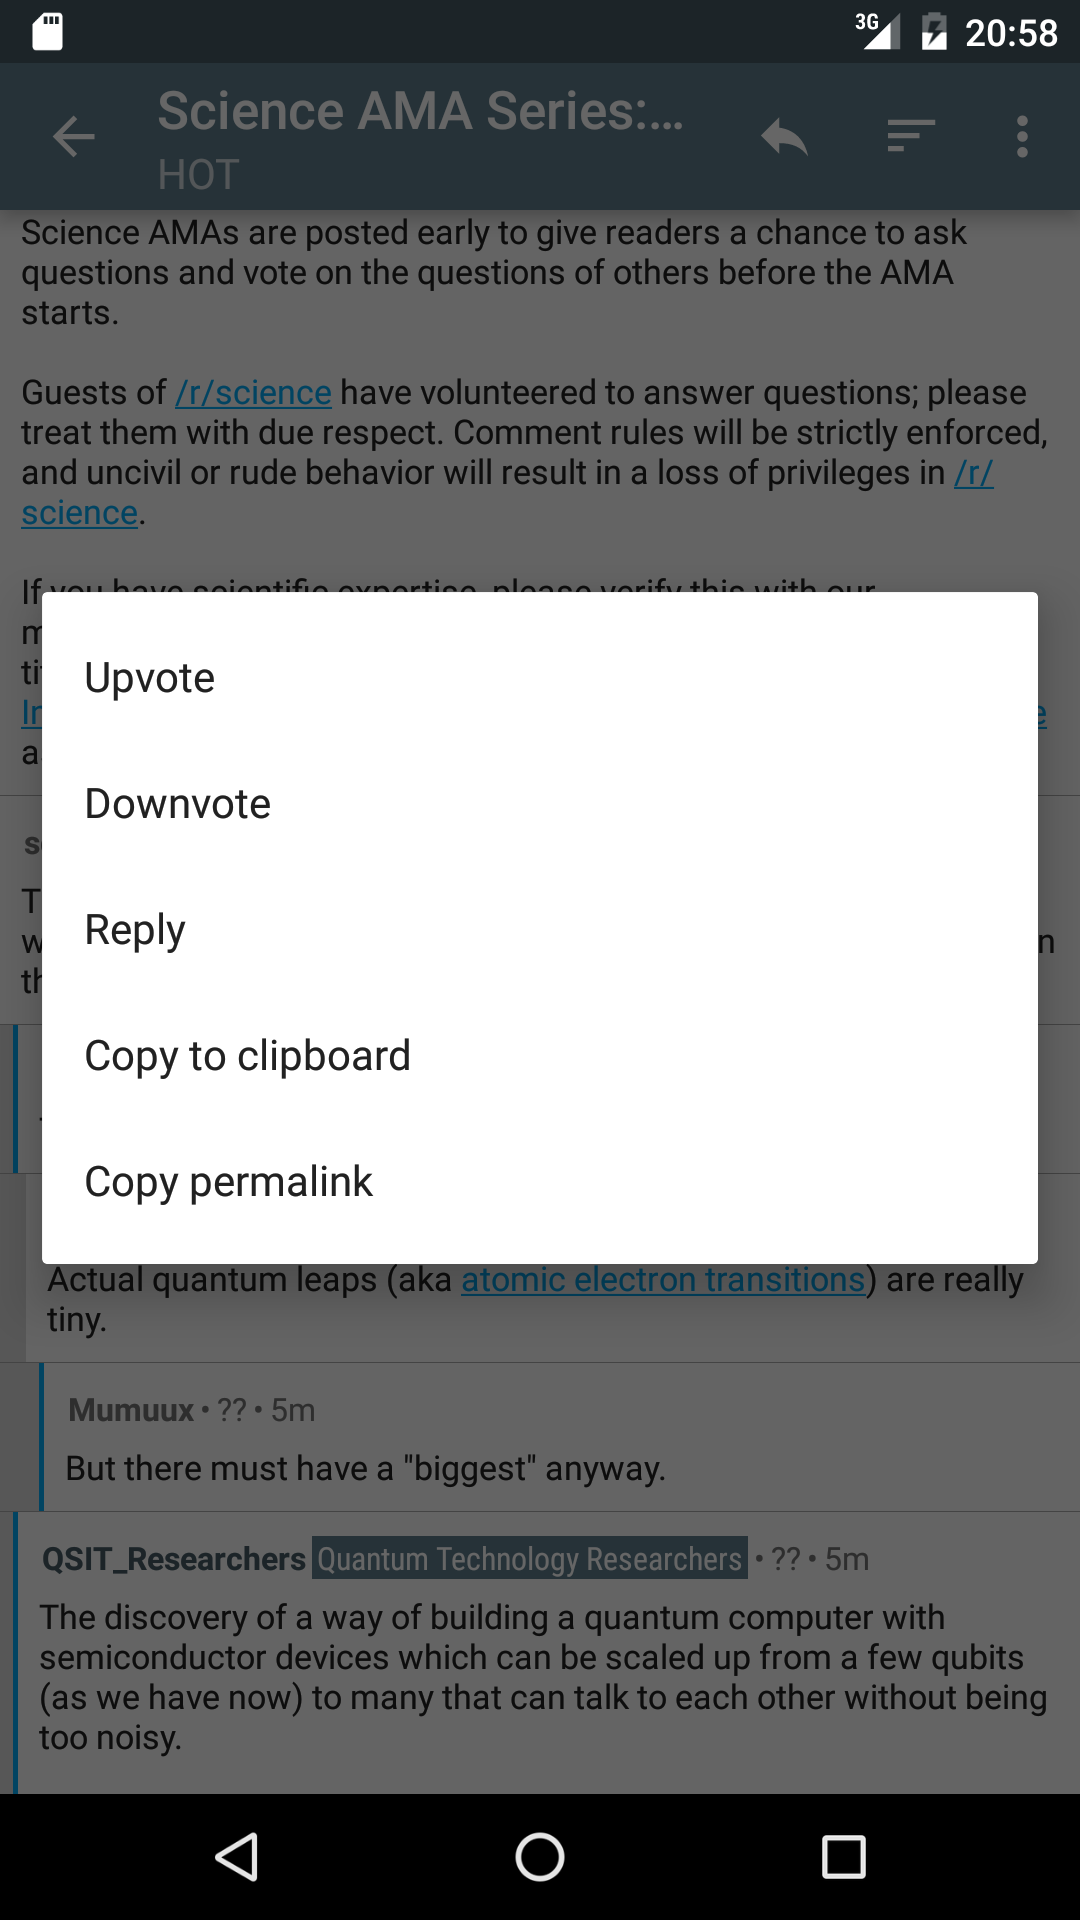 3G 20:58
Science AMA Series:...
HOT
Science AMAs are posted early to give readers a chance to ask
questions and vote on the questions of others before the AMA
starts.
Guests of /r/science have volunteered to answer questions; please
treat them with due respect. Comment rules will be strictly enforced,
and uncivil or rude behavior will result in a loss of privileges in /r/
science.
If you have scientific expertise, please verify this with our
Upvote
Downvote
Reply
Copy to clipboard
Copy permalink
Actual quantum leaps (aka atomic electron transitions) are really
tiny.
Mumuux • ?? • 5m
But there must have a "biggest" anyway.
QSIT_Researchers Quantum Technology Researchers • ?? • 5m
The discovery of a way of building a quantum computer with
semiconductor devices which can be scaled up from a few qubits
(as we have now) to many that can talk to each other without being
too noisy.